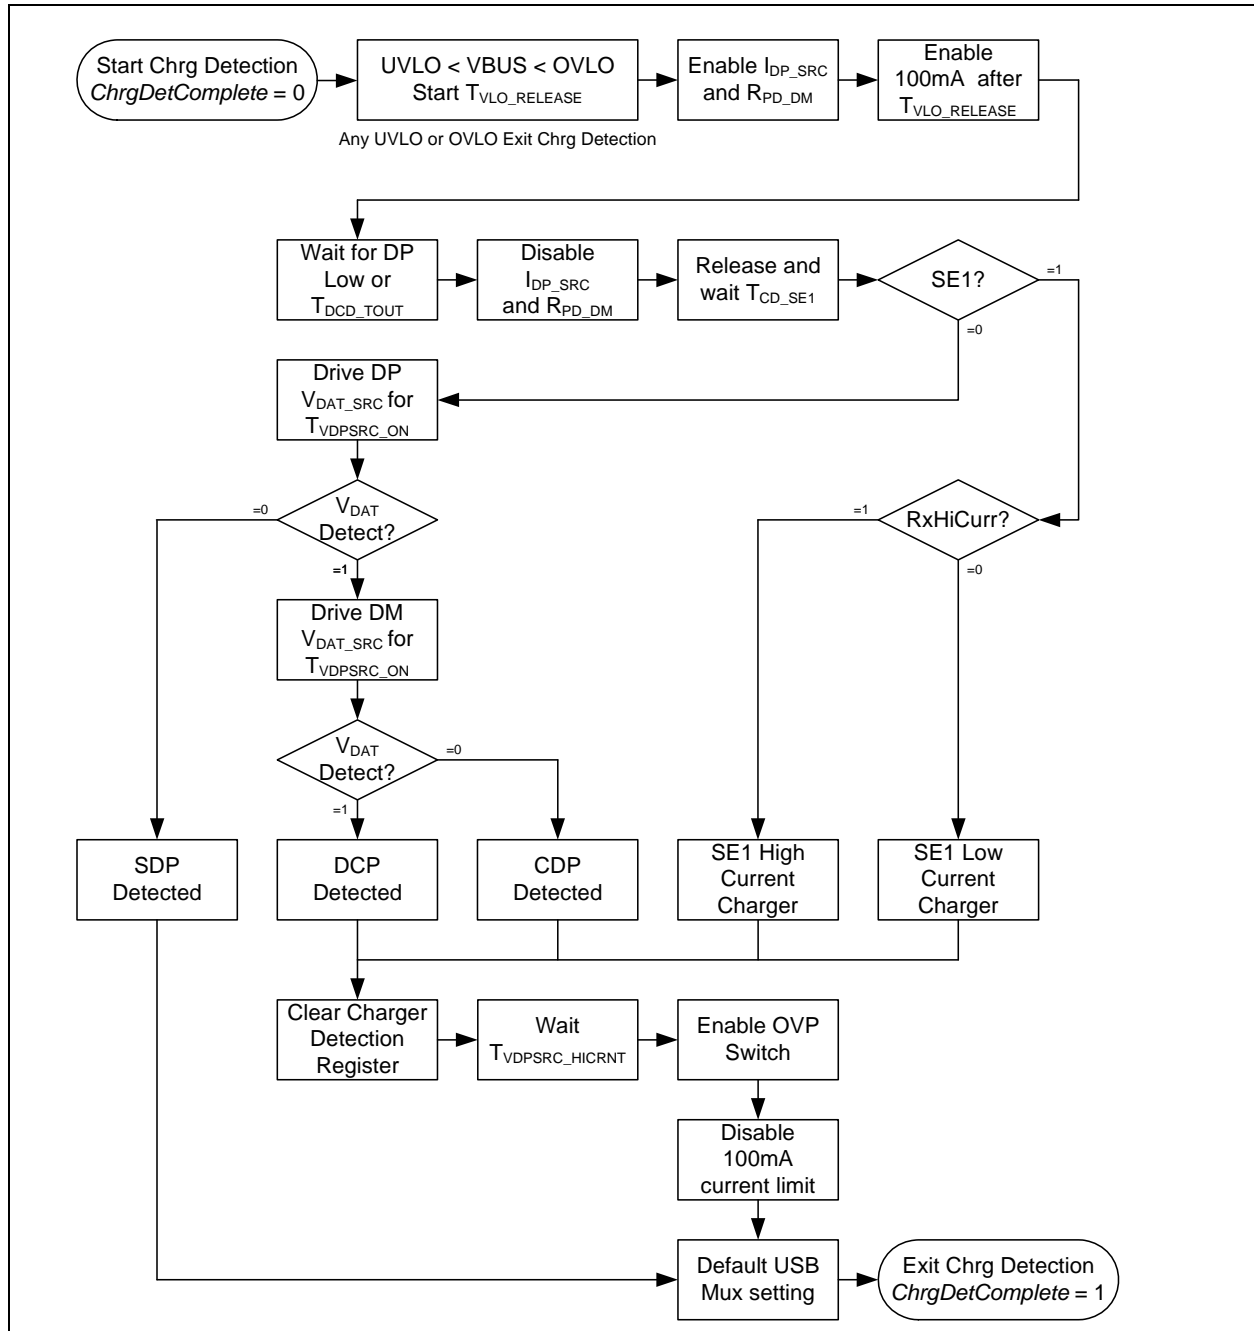 Start Chrg Detection
ChrgDetComplete = 0
UVLO < VBUS < OVLO
Start TVLO_RELEASE
Enable IDP_SRC
and RPD_DM
Enable
100mA after
TVLO_RELEASE
Any UVLO or OVLO Exit Chrg Detection
Wait for DP
Low or
TDCD_TOUT
Disable
IDP_SRC
and RPD_DM
Release and
wait TCD_SE1
SE1?
=1
=0
Drive DP
VDAT_SRC for
TVDPSRC_ON
VDAT
Detect?
=0
=1
RxHiCurr?
=1
=0
Drive DM
VDAT_SRC for
TVDPSRC_ON
VDAT
Detect?
=0
=1
SDP
Detected
DCP
Detected
CDP
Detected
SE1 High
Current
Charger
SE1 Low
Current
Charger
Clear Charger
Detection
Register
Wait
TVDPSRC_HICRNT
Enable OVP
Switch
Disable
100mA
current limit
Default USB
Mux setting
Exit Chrg Detection
ChrgDetComplete = 1